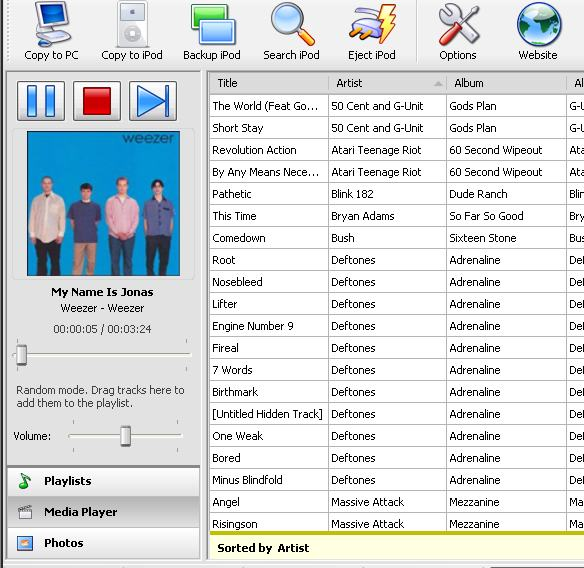 Copy to PC Copy to iPod Backup iPod Search iPod Eject iPod Options Website
weezer
My Name Is Jonas
Weezer - Weezer
00:00:05 / 00:03:24
Random mode. Drag tracks here to
add them to the playlist.
Volume:
Playlists
Media Player
Photos
Title Artist Album Al
The World (Feat Go... 50 Cent and G-Unit Gods Plan G-U
Short Stay 50 Cent and G-Unit Gods Plan G-U
Revolution Action Atari Teenage Riot 60 Second Wipeout Ata
By Any Means Nece... Atari Teenage Riot 60 Second Wipeout Ata
Pathetic Blink 182 Dude Ranch Blin
This Time Bryan Adams So Far So Good Bry
Comedown Bush Sixteen Stone Bus
Root Deftones Adrenaline Def
Nosebleed Deftones Adrenaline Def
Lifter Deftones Adrenaline Def
Engine Number 9 Deftones Adrenaline Def
Fireal Deftones Adrenaline Def
7 Words Deftones Adrenaline Def
Birthmark Deftones Adrenaline Def
[Untitled Hidden Track] Deftones Adrenaline Def
One Weak Deftones Adrenaline Def
Bored Deftones Adrenaline Def
Minus Blindfold Deftones Adrenaline Def
Angel Massive Attack Mezzanine Mas
Risingson Massive Attack Mezzanine Mas
Sorted by Artist